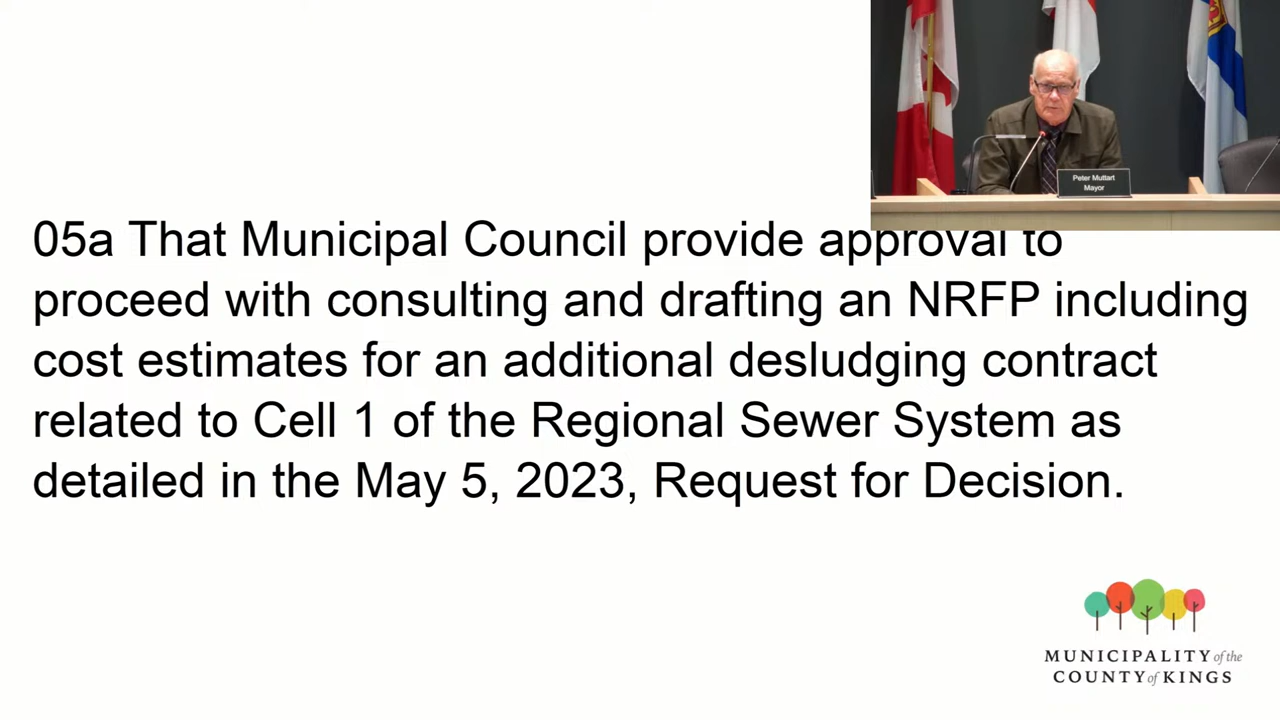 Peter Muttart
Mayor
05a That Municipal Council provide approval to
proceed with consulting and drafting an NRFP including
cost estimates for an additional desludging contract
related to Cell 1 of the Regional Sewer System as
detailed in the May 5, 2023, Request for Decision.
MUNICIPALITY of the
COUNTY of KINGS